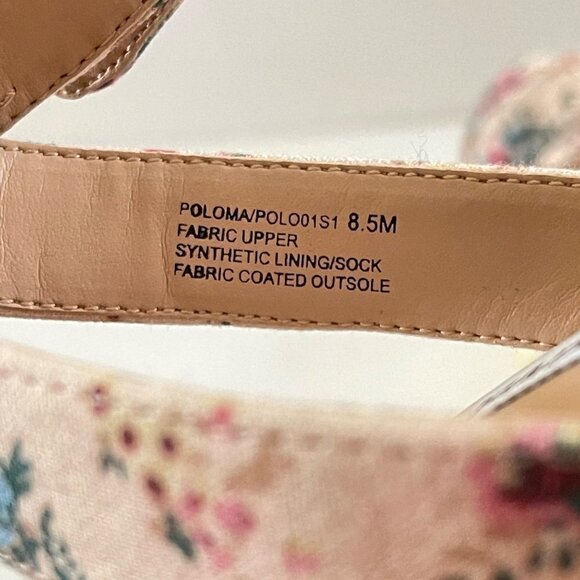 POLOMA/POLO01S1 8.5M
FABRIC UPPER
SYNTHETIC LINING/SOCK
FABRIC COATED OUTSOLE